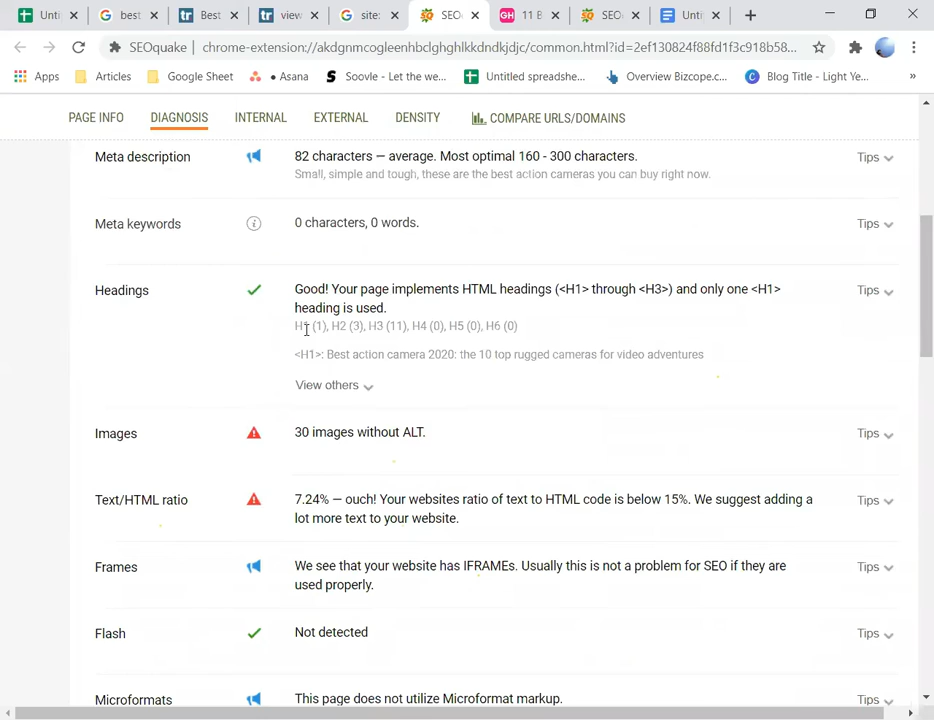 Unti
best
Best
view
site:
SEO
11 B
SEO
Unti
SEOquake
chrome-extension://akdgnmcogleenhbclghghlkkdndkjdjc/common.html?id=2ef130824f88fd1f3c918b58...
Apps
Articles
Google Sheet
Asana
Soovle - Let the we...
Untitled spreadshe...
Overview Bizcope.c...
Blog Title - Light Ye...
»
PAGE INFO
DIAGNOSIS
INTERNAL
EXTERNAL
DENSITY
COMPARE URLS/DOMAINS
Meta description
82 characters — average. Most optimal 160 - 300 characters.
Tips
Small, simple and tough, these are the best action cameras you can buy right now.
Meta keywords
0 characters, 0 words.
Tips
Headings
Good! Your page implements HTML headings (<H1> through <H3>) and only one <H1>
Tips
heading is used.
H1 (1), H2 (3), H3 (11), H4 (0), H5 (0), H6 (0)
<H1>: Best action camera 2020: the 10 top rugged cameras for video adventures
View others
Images
30 images without ALT.
Tips
Text/HTML ratio
7.24% — ouch! Your websites ratio of text to HTML code is below 15%. We suggest adding a
Tips
lot more text to your website.
Frames
We see that your website has IFRAMEs. Usually this is not a problem for SEO if they are
Tips
used properly.
Flash
Not detected
Tips
Microformats
This page does not utilize Microformat markup.
Tips